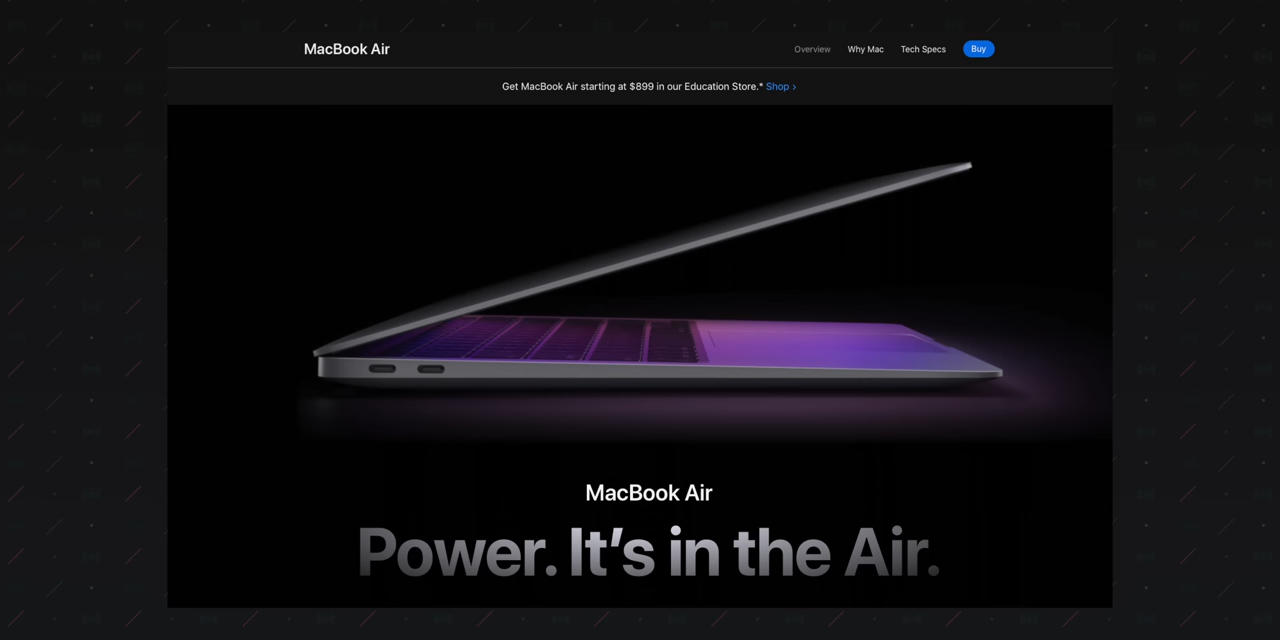 MacBook Air
Overview Why Mac Tech Specs Buy
Get MacBook Air starting at $899 in our Education Store.* Shop ›
MacBook Air
Power. It’s in the Air.